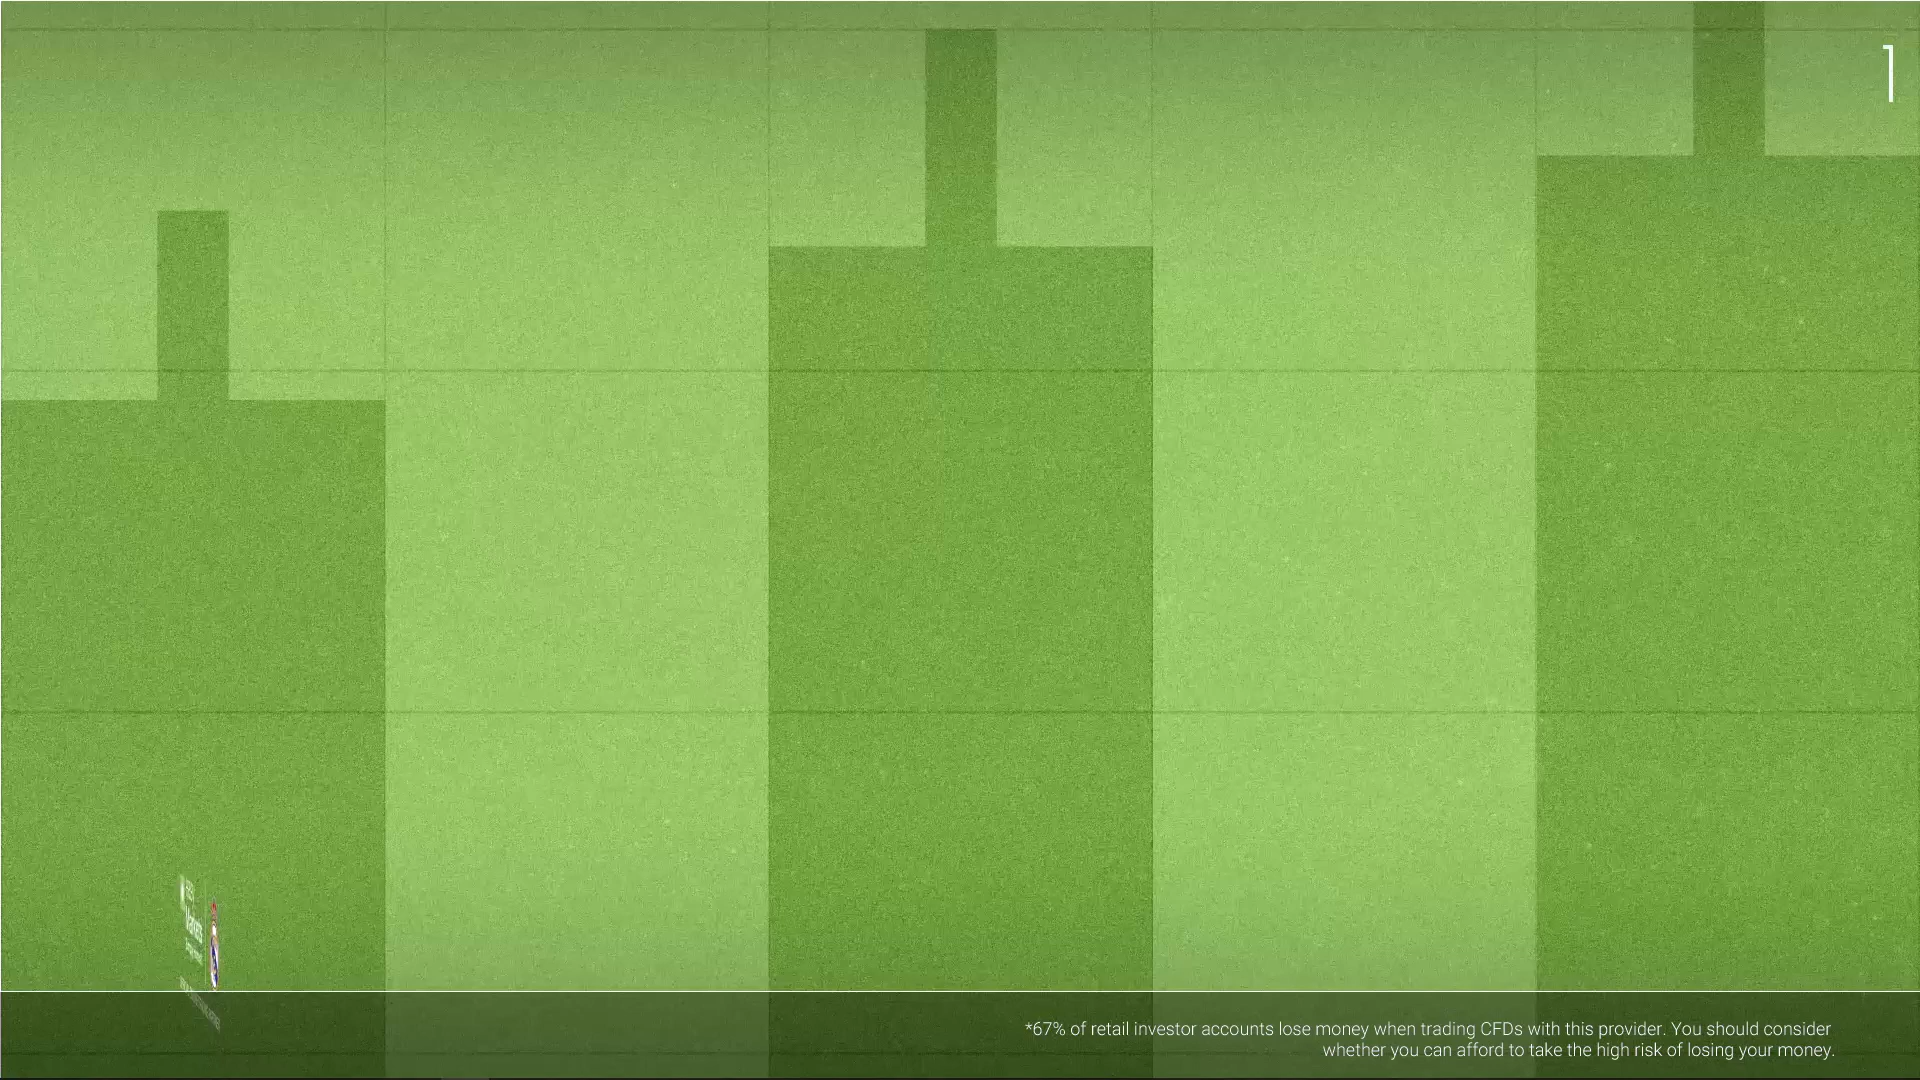 1
*67% of retail investor accounts lose money when trading CFDs with this provider. You should consider
whether you can afford to take the high risk of losing your money.